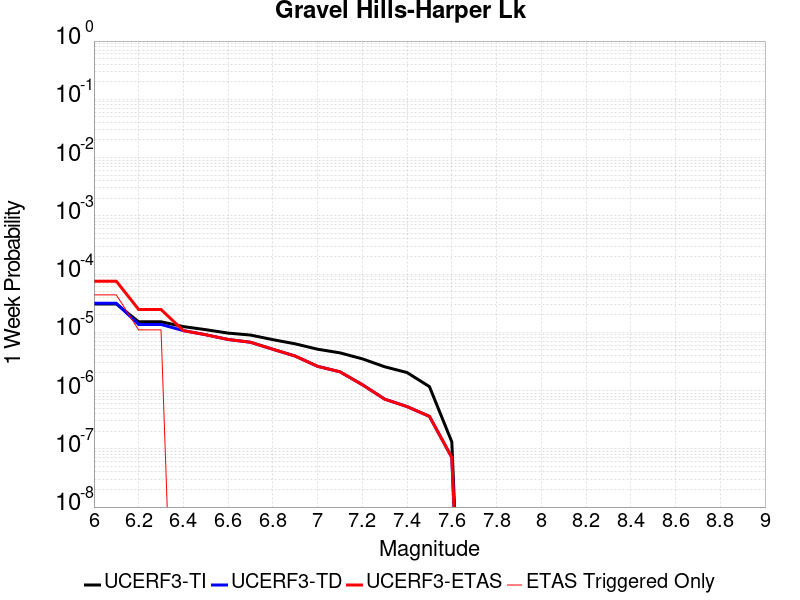 Gravel Hills-Harper Lk
10^0
10^-1
10^-2
10^-3
10^-4
10^-5
10^-6
10^-7
10^-8
1 Week Probability
6 6.2 6.4 6.6 6.8 7 7.2 7.4 7.6 7.8 8 8.2 8.4 8.6 8.8 9
Magnitude
UCERF3-TI UCERF3-TD UCERF3-ETAS ETAS Triggered Only